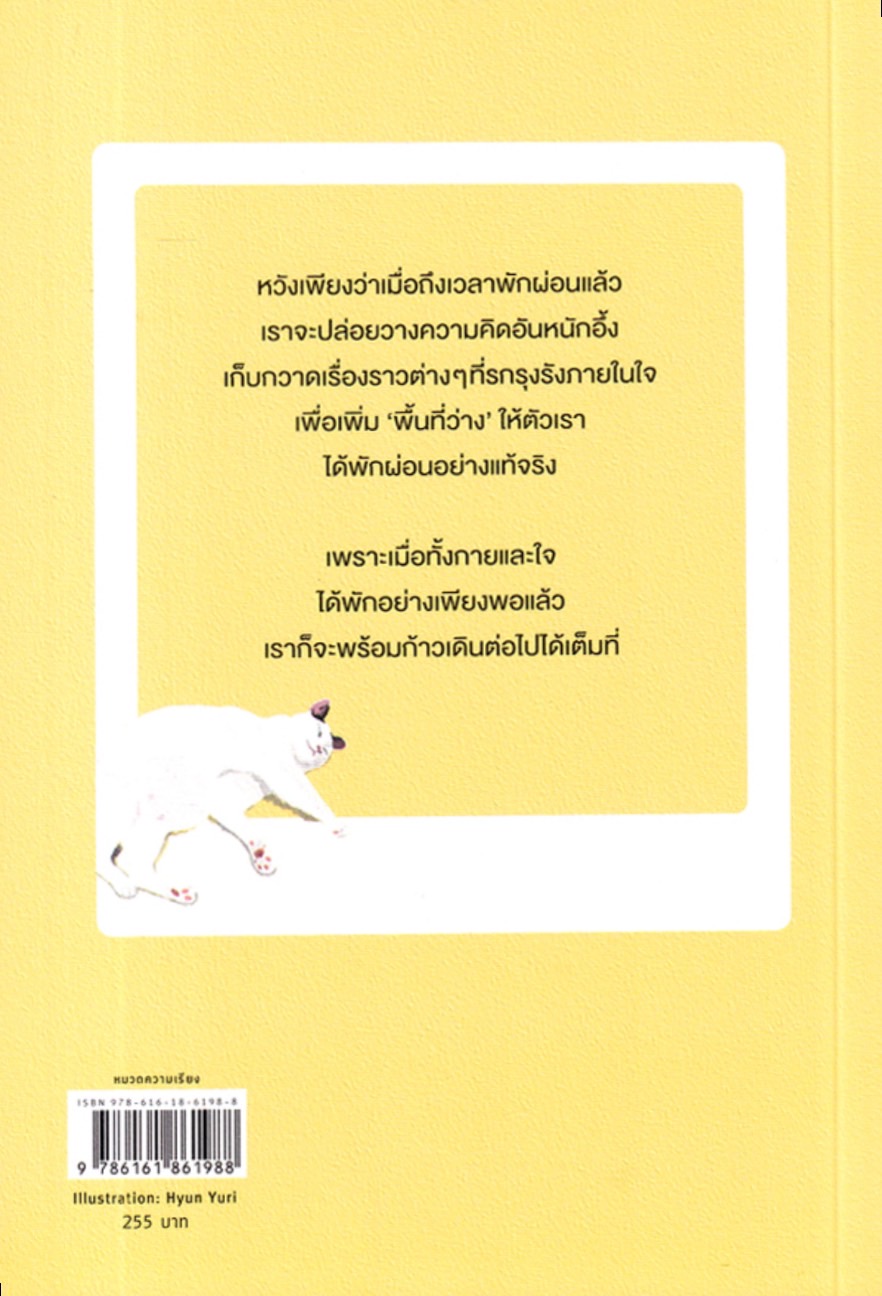 หวังเพียงว่าเมื่อถึงเวลาพักผ่อนแล้ว
เราจะปล่อยวางความคิดอันหนักอึ้ง
เก็บกวาดเรื่องราวต่างๆที่รกรุงรังภายในใจ
เพื่อเพิ่ม ‘พื้นที่ว่าง’ ให้ตัวเรา
ได้พักผ่อนอย่างแท้จริง
เพราะเมื่อทั้งกายและใจ
ได้พักอย่างเพียงพอแล้ว
เราก็จะพร้อมก้าวเดินต่อไปได้เต็มที่
หมวดความเรียง
ISBN 978-616-18-6198-8
9 786161 861988
Illustration: Hyun Yuri
255 บาท